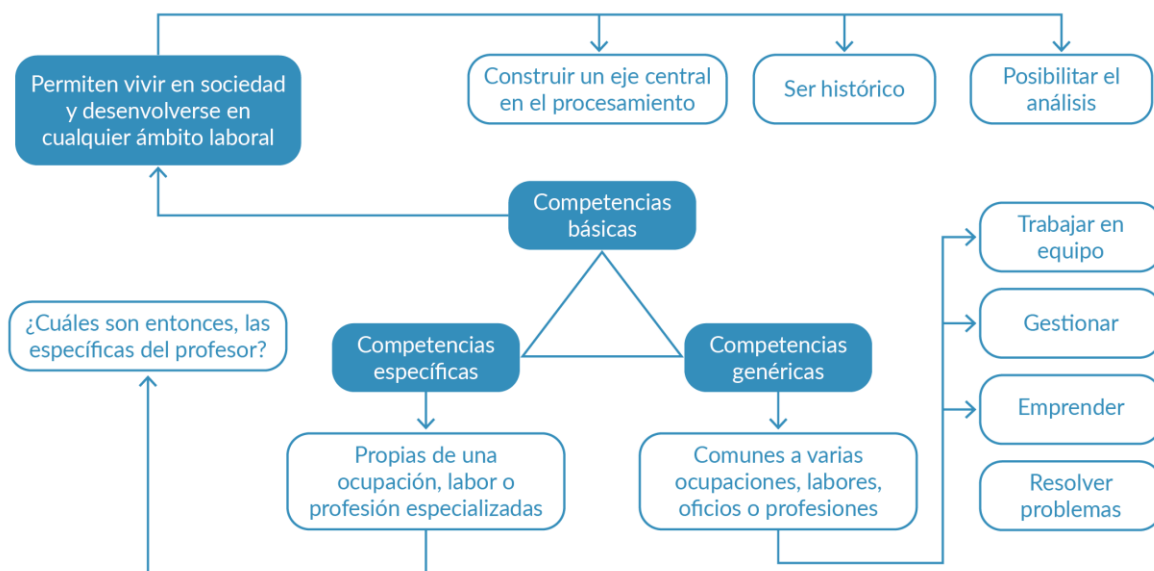 Permiten vivir en sociedad
y desenvolverse en
cualquier ámbito laboral
Construir un eje central
en el procesamiento
Ser histórico
Posibilitar el
análisis
Competencias
básicas
Trabajar en
equipo
¿Cuáles son entonces, las
específicas del profesor?
Competencias
específicas
Competencias
genéricas
Gestionar
Emprender
Propias de una
ocupación, labor o
profesión especializadas
Comunes a varias
ocupaciones, labores,
oficios o profesiones
Resolver
problemas